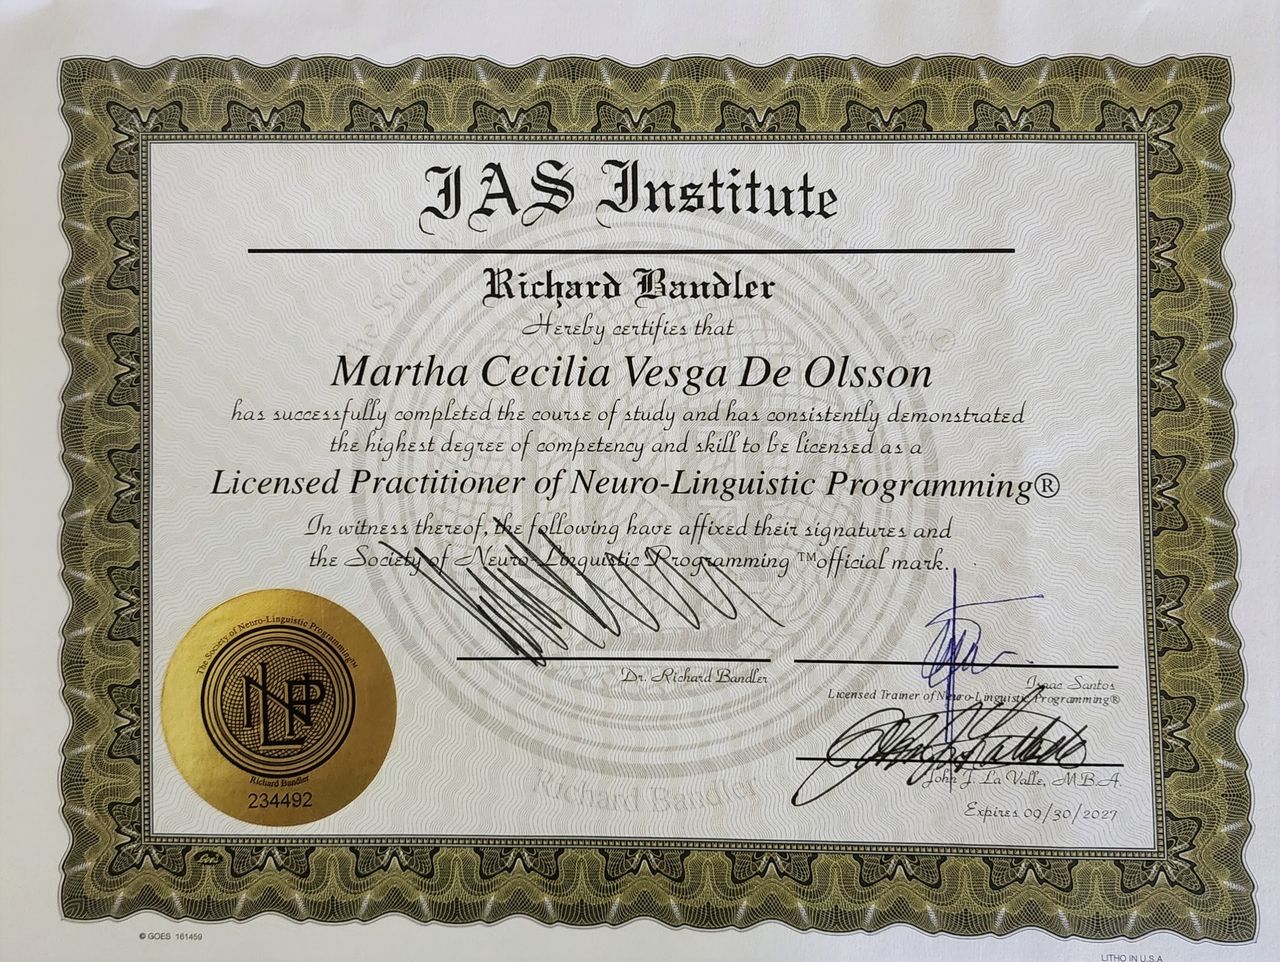 IAS Institute
Richard Bandler
Hereby certifies that
Martha Cecilia Vesga De Olsson
has successfully completed the course of study and has consistently demonstrated
the highest degree of competency and skill to be licensed as a
Licensed Practitioner of Neuro-Linguistic Programming®
In witness thereof, the following have affixed their signatures and
the Society of Neuro-Linguistic Programming ™official mark.
The Society of Neuro-Linguistic Programming™
NLP
Richard Bandler
234492
Dr. Richard Bandler
Isaac Santos
Licensed Trainer of Neuro-Linguistic Programming®
John J. La Valle, M.B.A.
Expires 09/30/2027
Richard Bandler
© GOES 161459
LITHO IN U.S.A